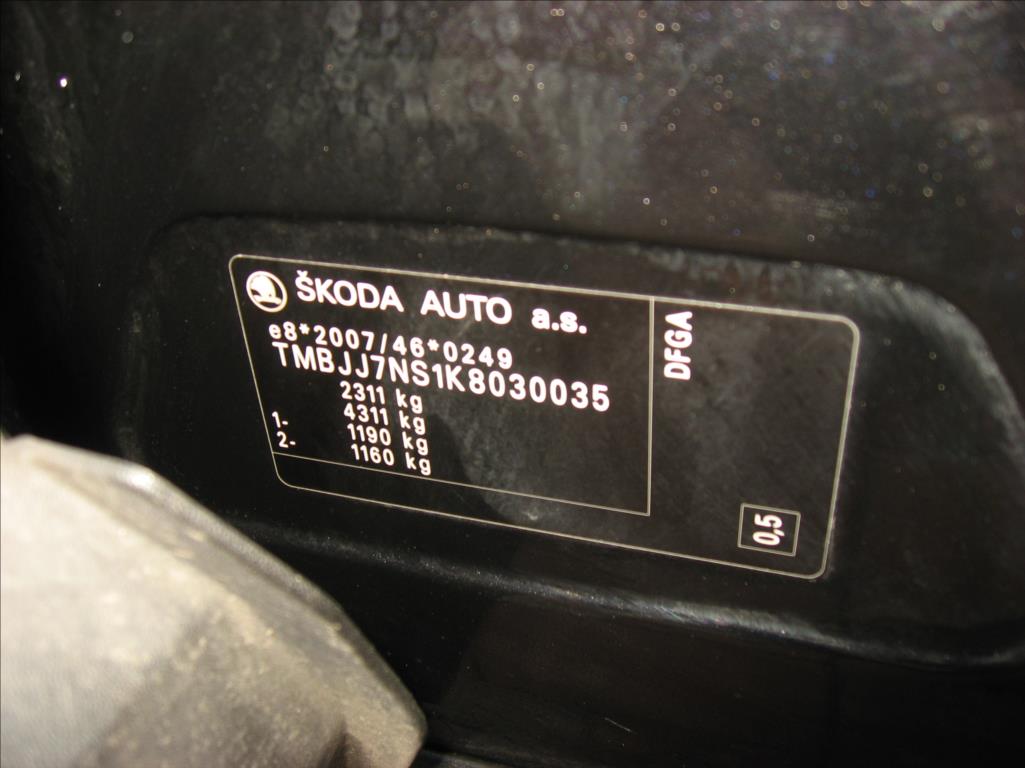 ŠKODA AUTO a.s.
e8*2007/46*0249
TMBJJ7NS1K8030035
2311 kg
4311 kg
1- 1190 kg
2- 1160 kg
DFGA
0,5